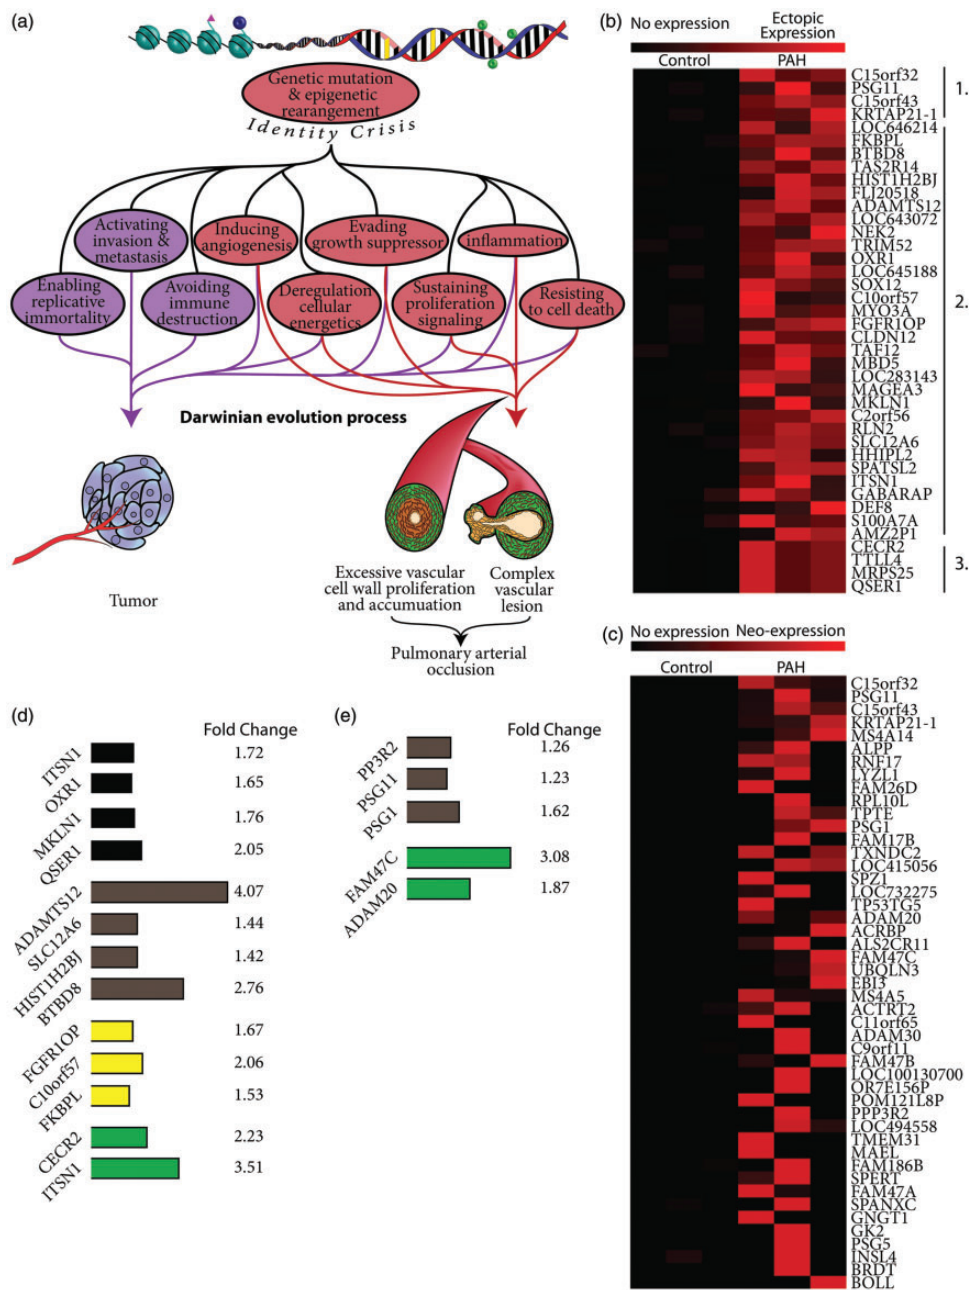 (a)
Genetic mutation
& epigenetic
rearangement
Identity Crisis
Activating
invasion &
metastasis
Inducing
angiogenesis
Evading
growth suppressor
inflammation
Enabling
replicative
immortality
Avoiding
immune
destruction
Deregulation
cellular
energetics
Sustaining
proliferation
signaling
Resisting
to cell death
Darwinian evolution process
Tumor
Excessive vascular
cell wall proliferation
and accumuation
Complex
vascular
lesion
Pulmonary arterial
occlusion
(b)
No expression
Ectopic
Expression
Control
PAH
C15orf32
PSG11
C15orf43
KRTAP21-1
LOC646214
FKBPL
BTBD8
TAS2R14
HIST1H2BJ
FLJ20518
ADAMTS12
LOC643072
NEK2
TRIM52
OXR1
LOC645188
SOX12
C10orf57
MYO3A
FGFR1OP
CLDN12
TAF12
MBD5
LOC283143
MAGEA3
MKLN1
C2orf56
RLN2
SLC12A6
HHIPL2
SPATSL2
ITSN1
GABARAP
DEF8
S100A7A
AMZ2P1
CECR2
TTLL4
MRPS25
QSER1
1.
2.
3.
(c)
No expression
Neo-expression
Control
PAH
C15orf32
PSG11
C15orf43
KRTAP21-1
MS4A14
ALPP
RNF17
LYZL1
FAM26D
RPL10L
TPTE
PSG1
FAM17B
TXNDC2
LOC415056
SPZ1
LOC732275
TP53TG5
ADAM20
ACRBP
ALS2CR11
FAM47C
UBQLN3
EBI3
MS4A5
ACTRT2
C11orf65
ADAM30
C9orf11
FAM47B
LOC100130700
OR7E156P
POM121L8P
PPP3R2
LOC494558
TMEM31
MAEL
FAM186B
SPERT
FAM47A
SPANXC
GNGT1
GK2
PSG5
INSL4
BRDT
BOLL
(d)
Fold Change
ITSN1 1.72
OXR1 1.65
MKLN1 1.76
QSER1 2.05
ADAMTS12 4.07
SLC12A6 1.44
HIST1H2BJ 1.42
BTBD8 2.76
FGFR1OP 1.67
C10orf57 2.06
FKBPL 1.53
CECR2 2.23
ITSN1 3.51
(e)
Fold Change
PP3R2 1.26
PSG11 1.23
PSG1 1.62
FAM47C 3.08
ADAM20 1.87